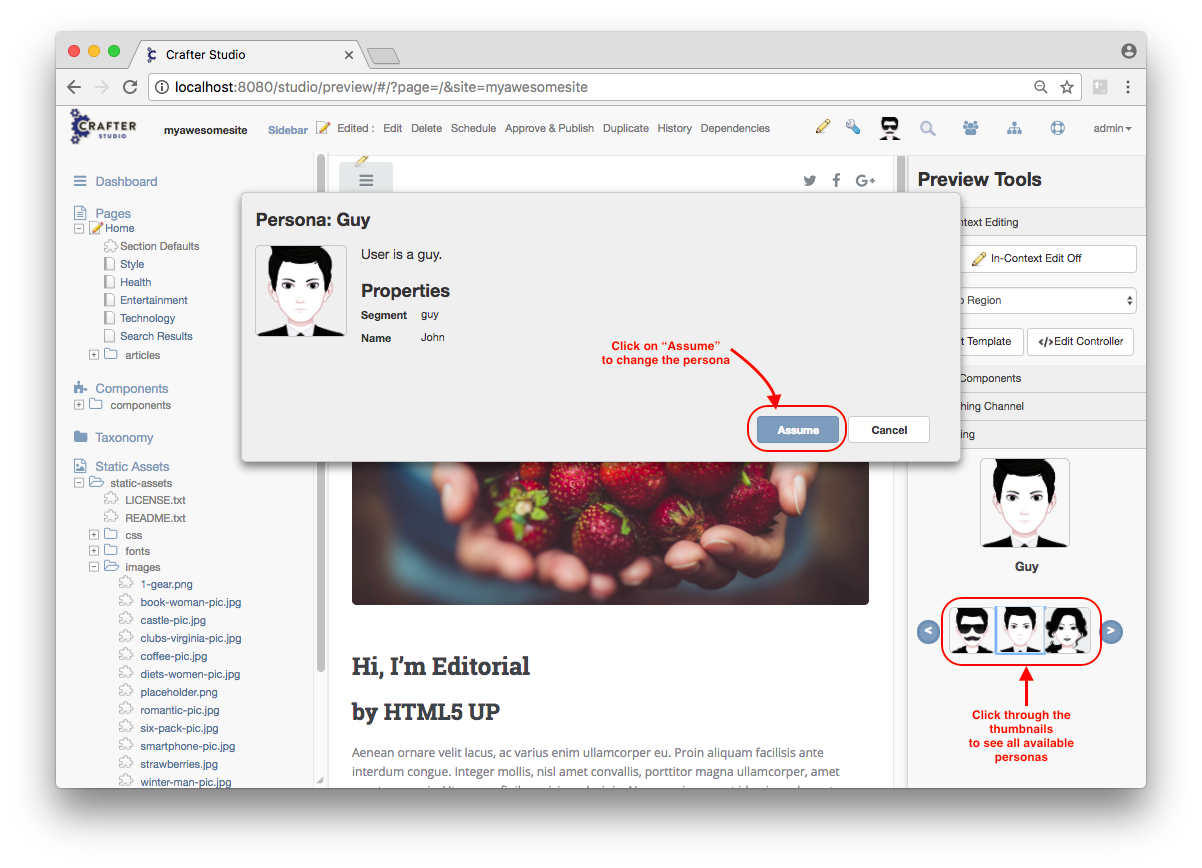 Crafter Studio
localhost:8080/studio/preview/#/?page=/&site=myawesomesite
CRAFTER
STUDIO
myawesomesite
Sidebar
Edited :
Edit
Delete
Schedule
Approve & Publish
Duplicate
History
Dependencies
admin
Dashboard
Pages
Home
Section Defaults
Style
Health
Entertainment
Technology
Search Results
articles
Components
components
Taxonomy
Static Assets
static-assets
LICENSE.txt
README.txt
css
fonts
images
1-gear.png
book-woman-pic.jpg
castle-pic.jpg
clubs-virginia-pic.jpg
coffee-pic.jpg
diets-women-pic.jpg
placeholder.png
romantic-pic.jpg
six-pack-pic.jpg
smartphone-pic.jpg
strawberries.jpg
winter-man-pic.jpg
G+
Persona: Guy
User is a guy.
Properties
Segment guy
Name John
Click on “Assume”
to change the persona
Assume
Cancel
Hi, I’m Editorial
by HTML5 UP
Aenean ornare velit lacus, ac varius enim ullamcorper eu. Proin aliquam facilisis ante
interdum congue. Integer mollis, nisl amet convallis, porttitor magna ullamcorper, amet
Preview Tools
ntext Editing
In-Context Edit Off
o Region
t Template
</>Edit Controller
Components
hing Channel
ing
Guy
<
>
Click through the
thumbnails
to see all available
personas